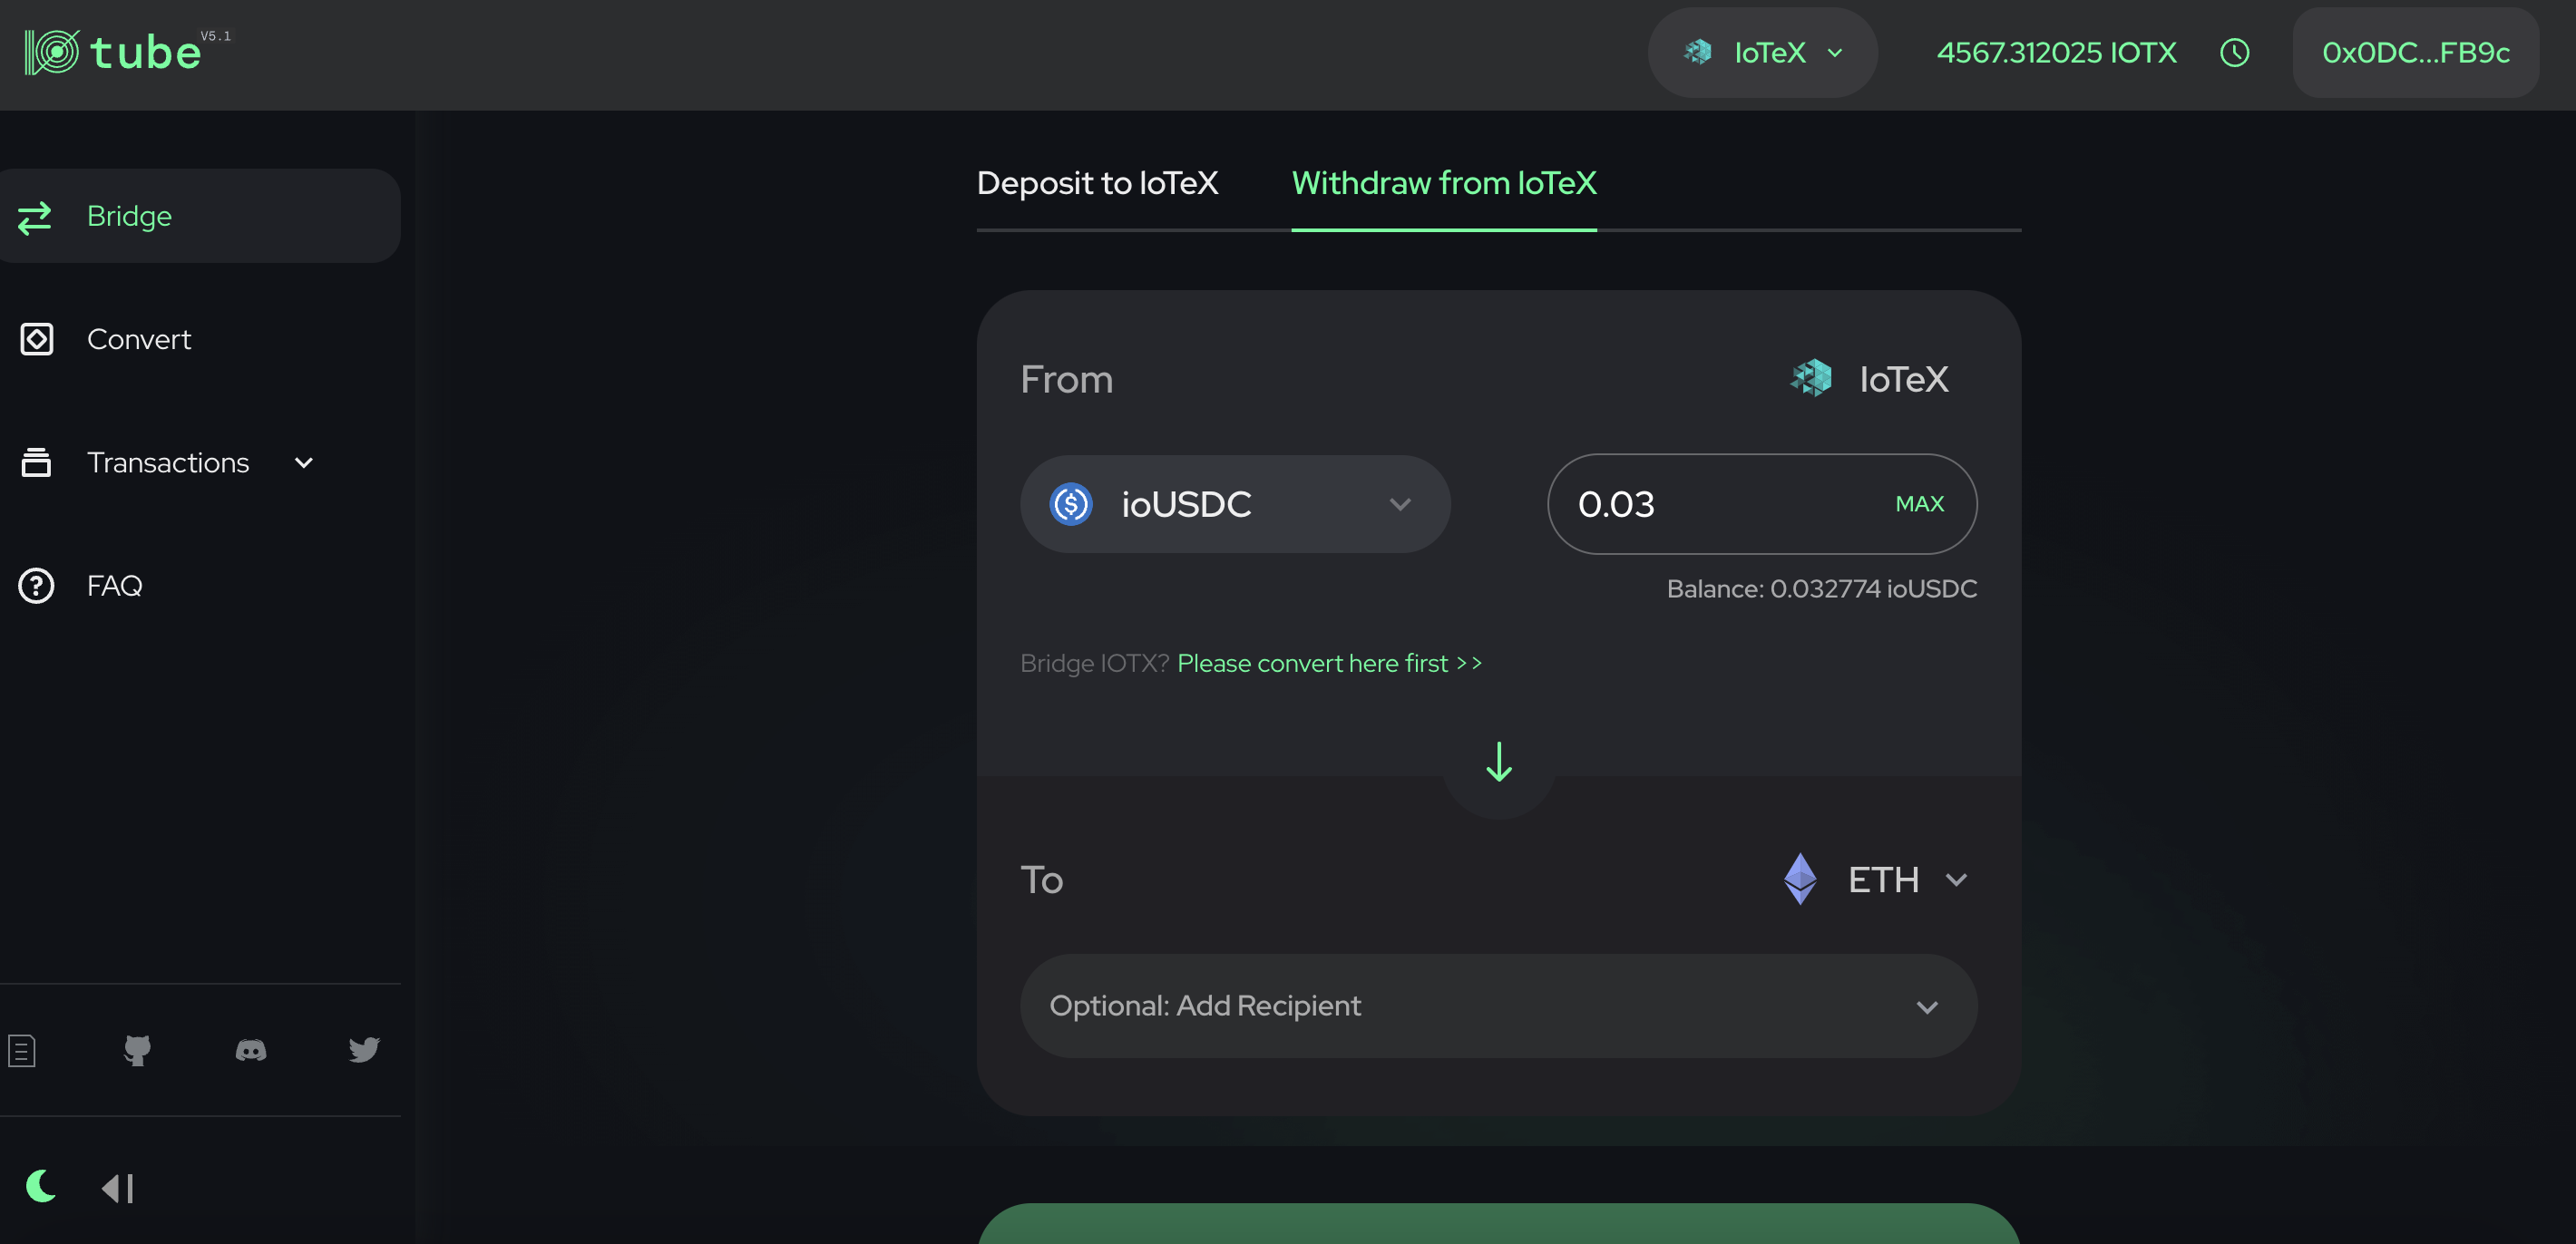 tube V5.1
IoTeX
4567.312025 IOTX
0x0DC...FB9c
Bridge
Convert
Transactions
FAQ
Deposit to IoTeX
Withdraw from IoTeX
From
IoTeX
ioUSDC
0.03
MAX
Balance: 0.032774 ioUSDC
Bridge IOTX? Please convert here first >>
To
ETH
Optional: Add Recipient